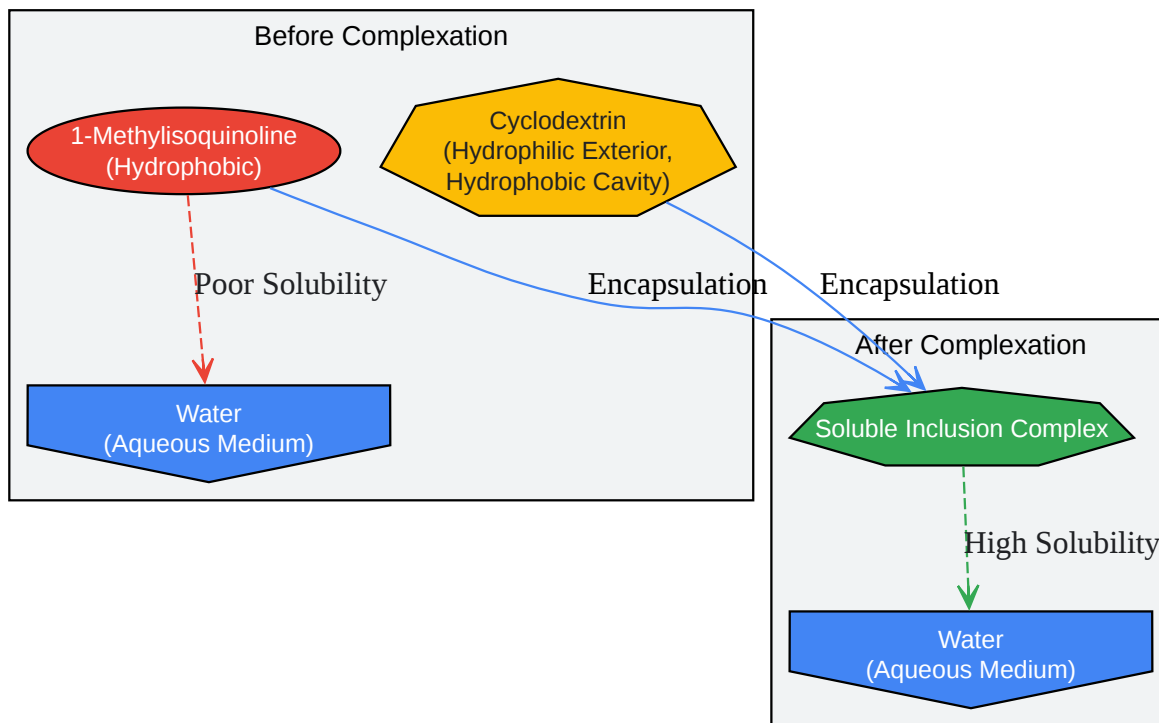 Before Complexation
1-Methylisoquinoline
(Hydrophobic)
Cyclodextrin
(Hydrophilic Exterior,
Hydrophobic Cavity)
Poor Solubility
Encapsulation
Encapsulation
Water
(Aqueous Medium)
After Complexation
Soluble Inclusion Complex
High Solubility
Water
(Aqueous Medium)